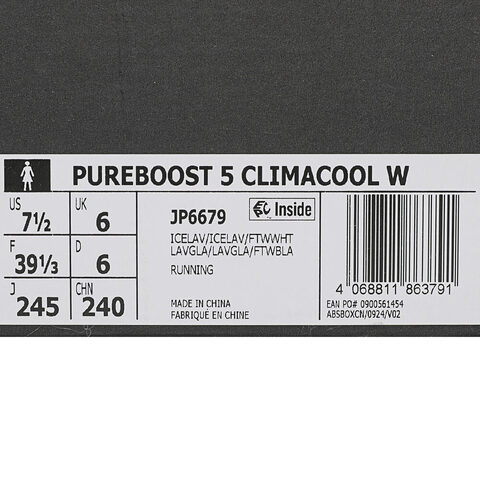 PUREBOOST 5 CLIMACOOL W
US 7½ UK 6
F 39⅓ D 6
J 245 CHN 240
JP6679 Inside
ICELAV/ICELAV/FTWWHT
LAVGLA/LAVGLA/FTWBLA
RUNNING
MADE IN CHINA
FABRIQUÉ EN CHINE
4 068811 863791
EAN PO# 0900561454
ABSBOXCN/0924/V02